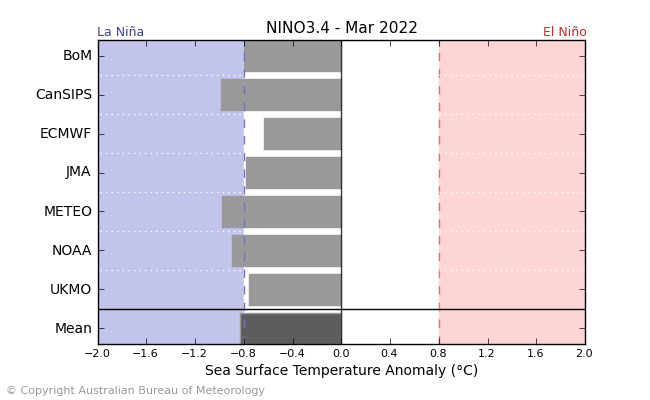 NINO3.4 - Mar 2022
La Niña
El Niño
BoM
CanSIPS
ECMWF
JMA
METEO
NOAA
UKMO
Mean
−2.0 −1.6 −1.2 −0.8 −0.4 0.0 0.4 0.8 1.2 1.6 2.0
Sea Surface Temperature Anomaly (°C)
© Copyright Australian Bureau of Meteorology